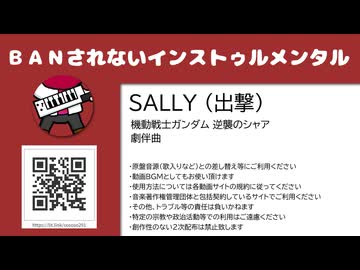 BANされないインストゥルメンタル
SALLY (出撃)
機動戦士ガンダム 逆襲のシャア
劇伴曲
・原盤音源(歌入りなど)との差し替え等にご利用ください
・動画BGMとしてもお使い頂けます
・使用方法については各動画サイトの規約に従ってください
・音楽著作権管理団体と包括契約しているサイトでご利用ください
・その他、トラブル等の責任は負いかねます
・特定の宗教や政治活動等での利用はご遠慮ください
・創作性のない2次配布は禁止致します